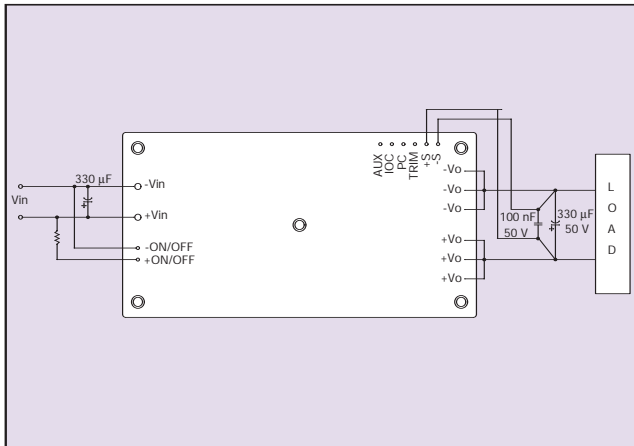 AUX
IOC
PC
TRIM
+S
-S
330 µF
Vin
-Vin
+Vin
-ON/OFF
+ON/OFF
-Vo
-Vo
-Vo
+Vo
+Vo
+Vo
100 nF
50 V
330 µF
50 V
L
O
A
D